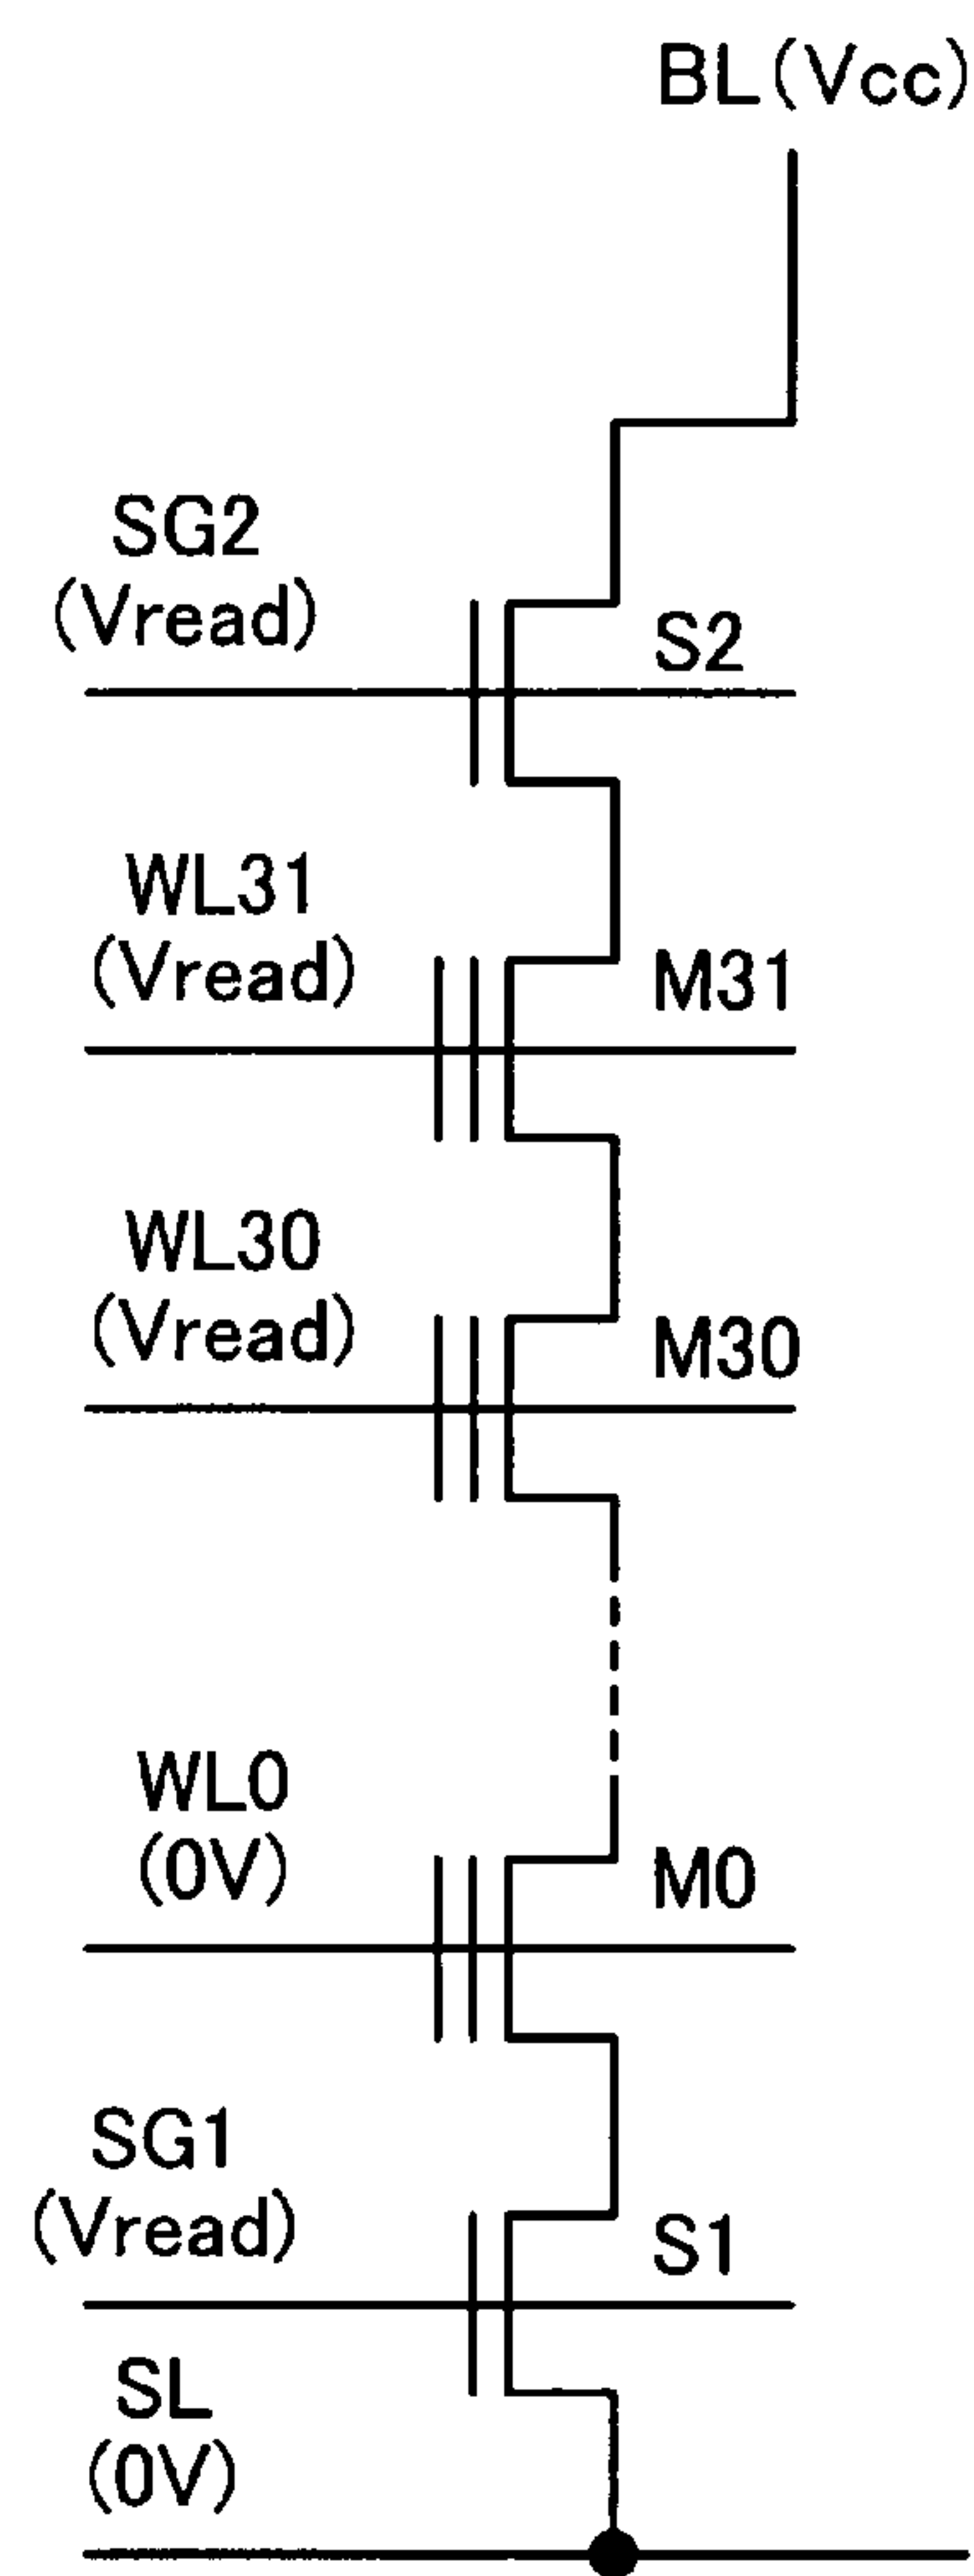 BL(Vcc)
SG2
(Vread)
S2
WL31
(Vread)
M31
WL30
(Vread)
M30
WL0
(0V)
M0
SG1
(Vread)
S1
SL
(0V)